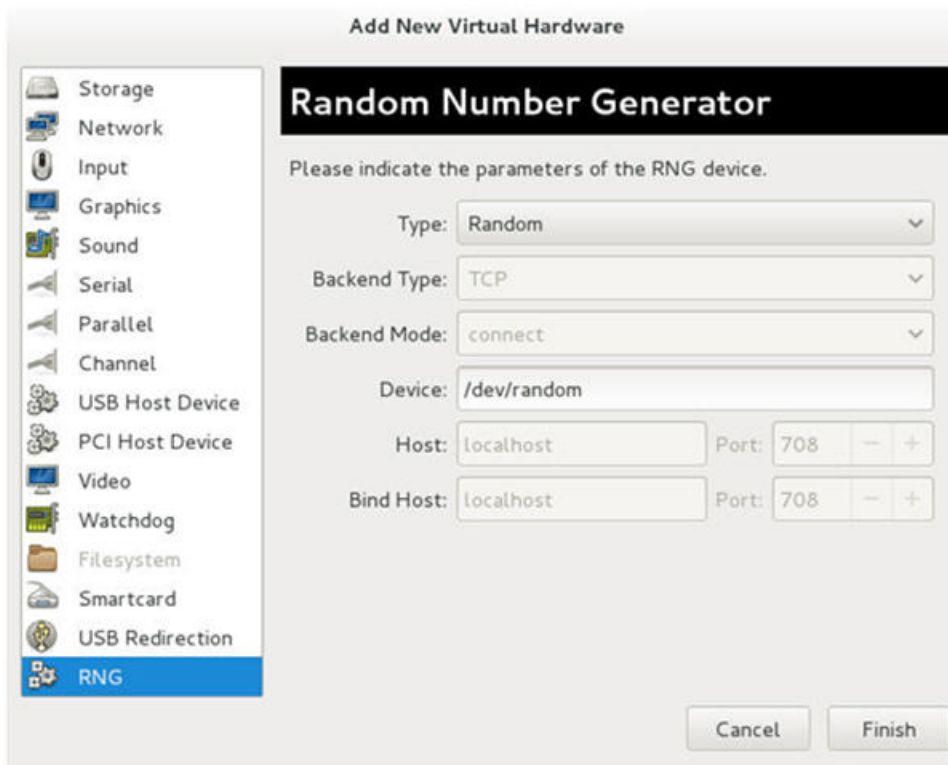 Add New Virtual Hardware
Storage
Network
Input
Graphics
Sound
Serial
Parallel
Channel
USB Host Device
PCI Host Device
Video
Watchdog
Filesystem
Smartcard
USB Redirection
RNG
Random Number Generator
Please indicate the parameters of the RNG device.
Type: Random
Backend Type: TCP
Backend Mode: connect
Device: /dev/random
Host: localhost Port: 708 − +
Bind Host: localhost Port: 708 − +
Cancel Finish